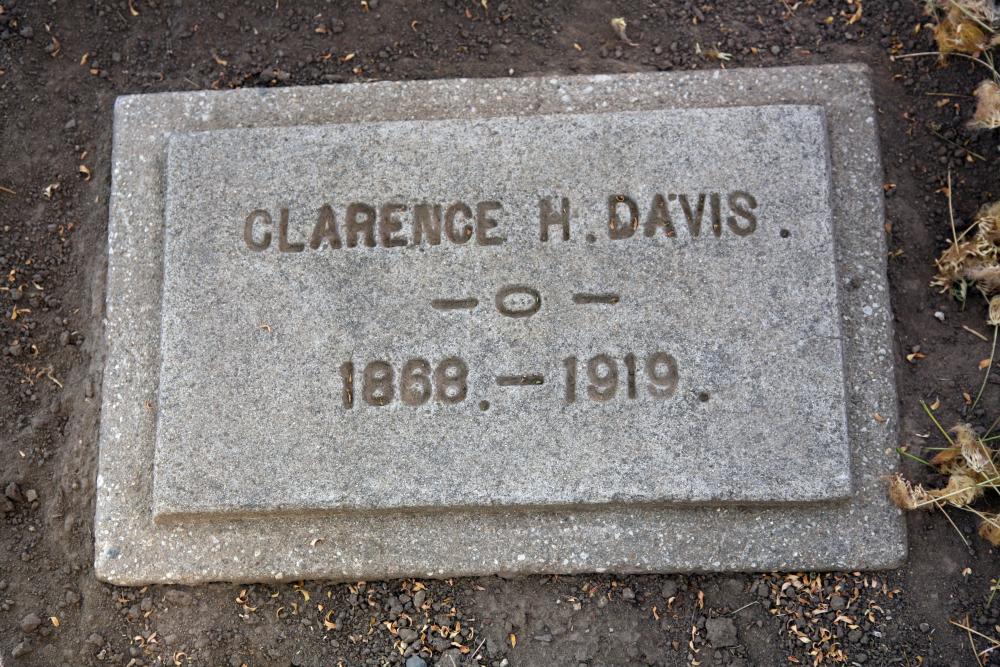 CLARENCE H. DAVIS.
— O —
1868. — 1919.